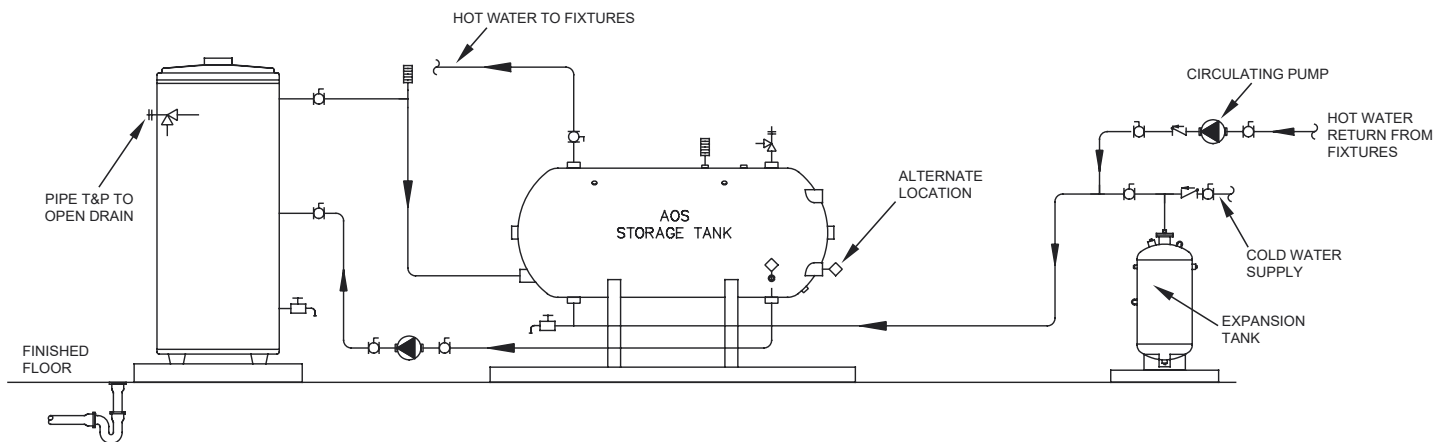 HOT WATER TO FIXTURES
CIRCULATING PUMP
HOT WATER
RETURN FROM
FIXTURES
PIPE T&P TO
OPEN DRAIN
ALTERNATE
LOCATION
AOS
STORAGE TANK
COLD WATER
SUPPLY
EXPANSION
TANK
FINISHED
FLOOR